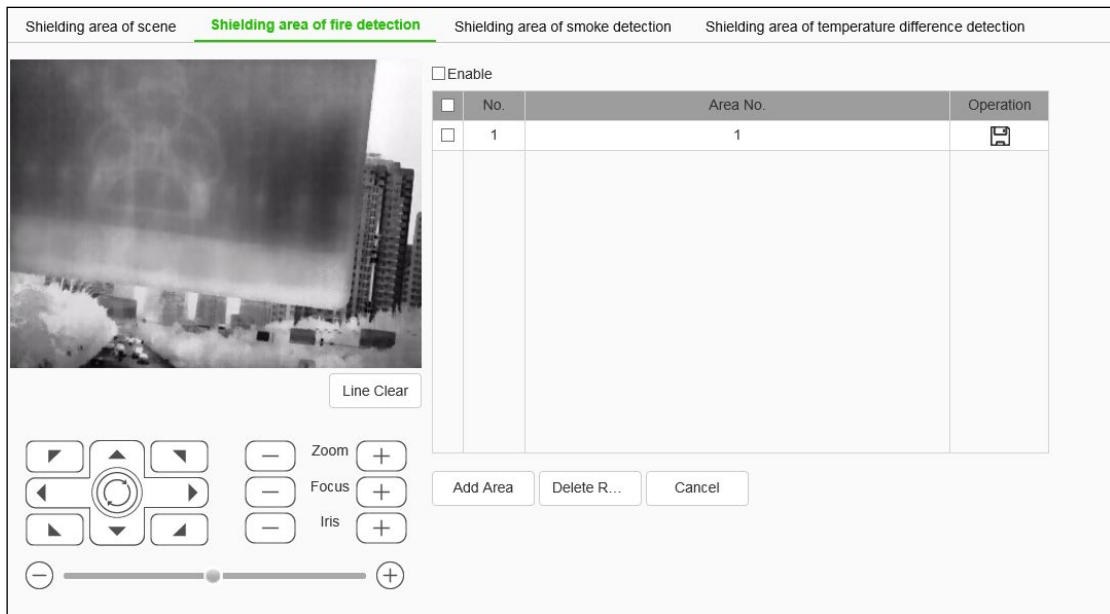 Shielding area of scene Shielding area of fire detection Shielding area of smoke detection Shielding area of temperature difference detection
Enable
No. Area No. Operation
1 1
Line Clear
Zoom
Focus
Iris
Add Area Delete R... Cancel